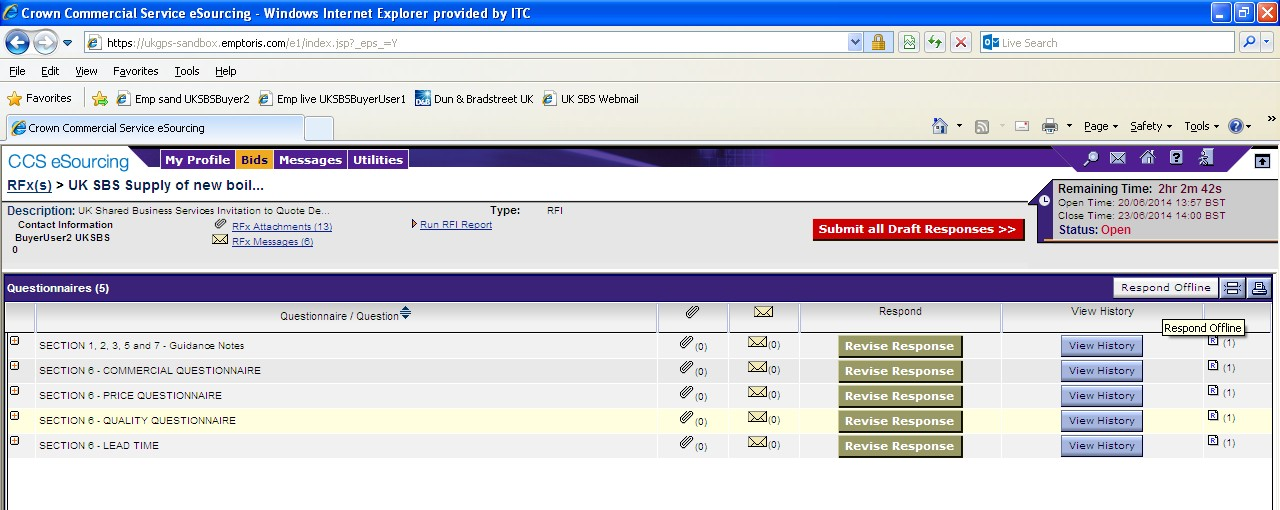 Crown Commercial Service eSourcing - Windows Internet Explorer provided by ITC
https://ukgps-sandbox.emptoris.com/e1/index.jsp?_eps_=Y
Live Search
File Edit View Favorites Tools Help
Favorites Emp sand UKSBSBuyer2 Emp live UKSBSBuyerUser1 Dun & Bradstreet UK UK SBS Webmail
Crown Commercial Service eSourcing
Page Safety Tools
CCS eSourcing My Profile Bids Messages Utilities
RFx(s) > UK SBS Supply of new boil...
Remaining Time: 2hr 2m 42s
Open Time: 20/06/2014 13:57 BST
Close Time: 23/06/2014 14:00 BST
Status: Open
Description: UK Shared Business Services Invitation to Quote De... Type: RFI
Contact Information RFx Attachments (13) Run RFI Report
BuyerUser2 UKSBS RFx Messages (6)
0
Submit all Draft Responses >>
Questionnaires (5) Respond Offline
Questionnaire / Question Respond View History
Respond Offline
SECTION 1, 2, 3, 5 and 7 - Guidance Notes (0) (0) Revise Response View History R (1)
SECTION 6 - COMMERCIAL QUESTIONNAIRE (0) (0) Revise Response View History R (1)
SECTION 6 - PRICE QUESTIONNAIRE (0) (0) Revise Response View History R (1)
SECTION 6 - QUALITY QUESTIONNAIRE (0) (0) Revise Response View History R (1)
SECTION 6 - LEAD TIME (0) (0) Revise Response View History R (1)